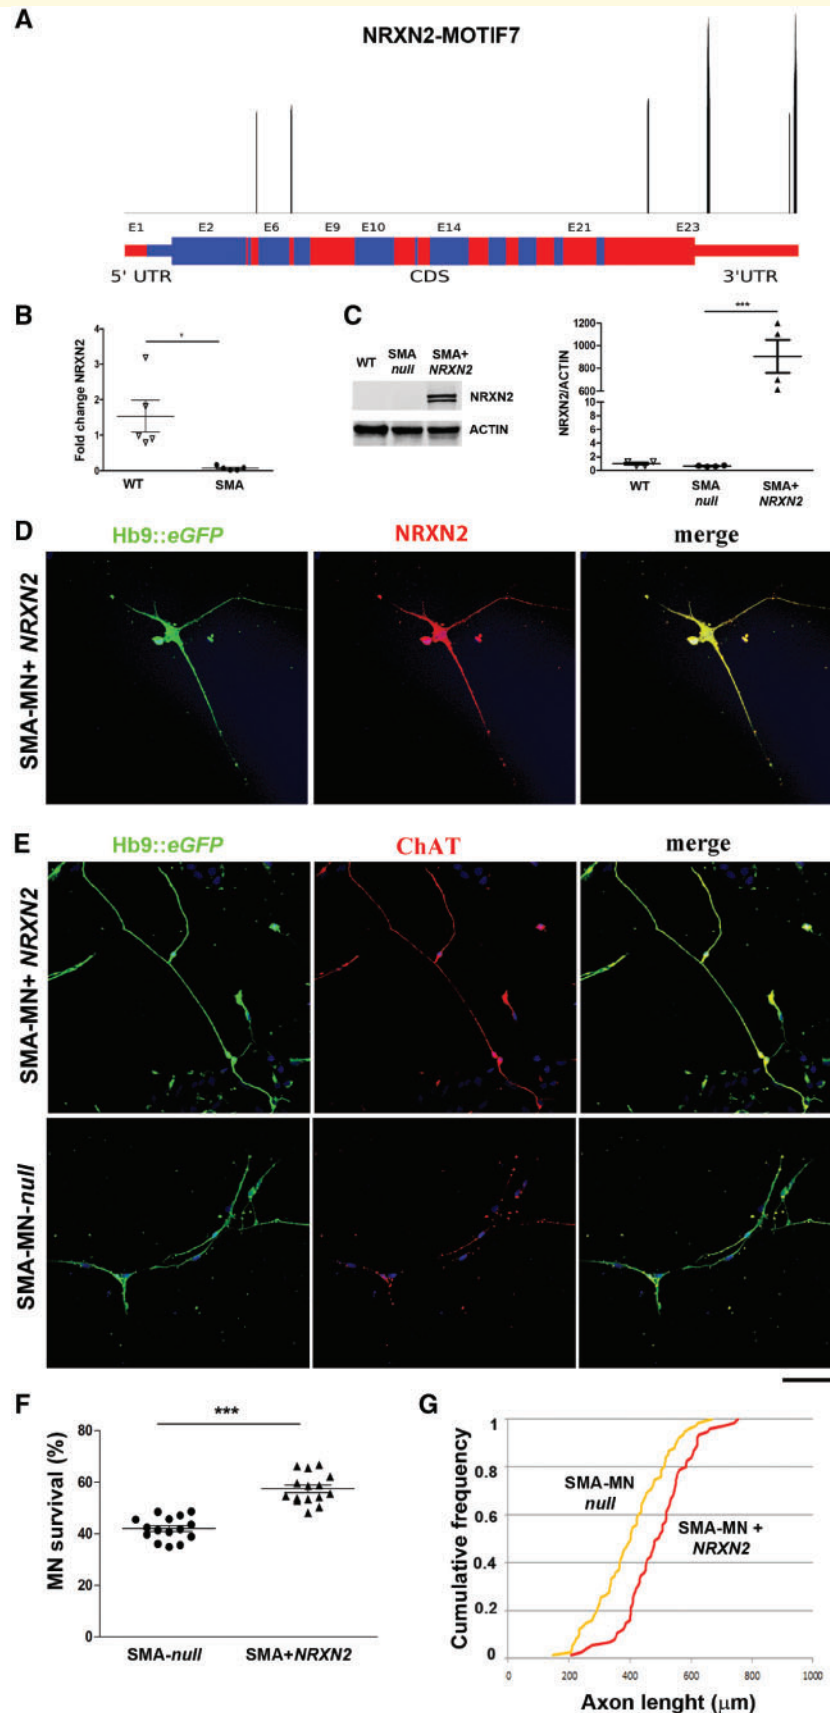 A
NRXN2-MOTIF7
E1 E2 E6 E9 E10 E14 E21 E23
5' UTR CDS 3'UTR
B
Fold change NRXN2
4
3
2
1
0
*
WT SMA
C
WT SMA null SMA+ NRXN2
NRXN2
ACTIN
NRXN2/ACTIN
1200
1000
800
600
10
8
6
4
2
0
***
WT SMA null SMA+ NRXN2
D
Hb9::eGFP NRXN2 merge
SMA-MN+ NRXN2
E
Hb9::eGFP ChAT merge
SMA-MN+ NRXN2
SMA-MN-null
F
MN survival (%)
80
60
40
20
0
***
SMA-null SMA+NRXN2
G
Cumulative frequency
1
0.8
0.6
0.4
0.2
0
SMA-MN
null
SMA-MN +
NRXN2
0 200 400 600 800 1000
Axon lenght (μm)